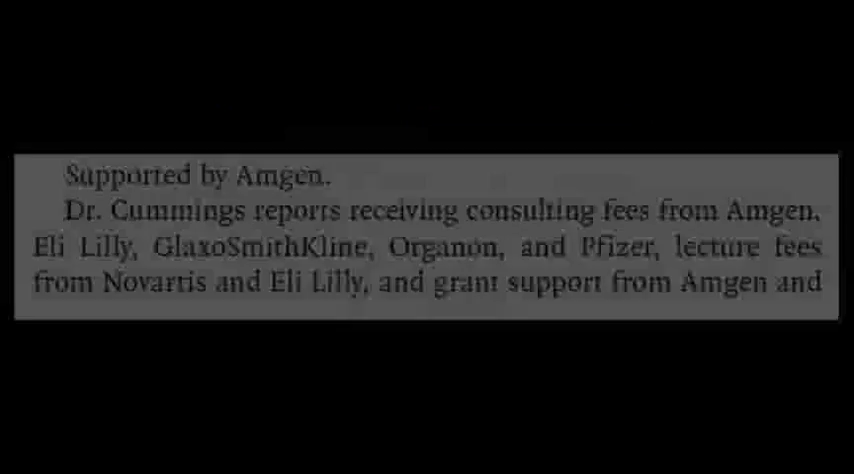 Supported by Amgen.
Dr. Cummings reports receiving consulting fees from Amgen,
Eli Lilly, GlaxoSmithKline, Organon, and Pfizer, lecture fees
from Novartis and Eli Lilly, and grant support from Amgen and